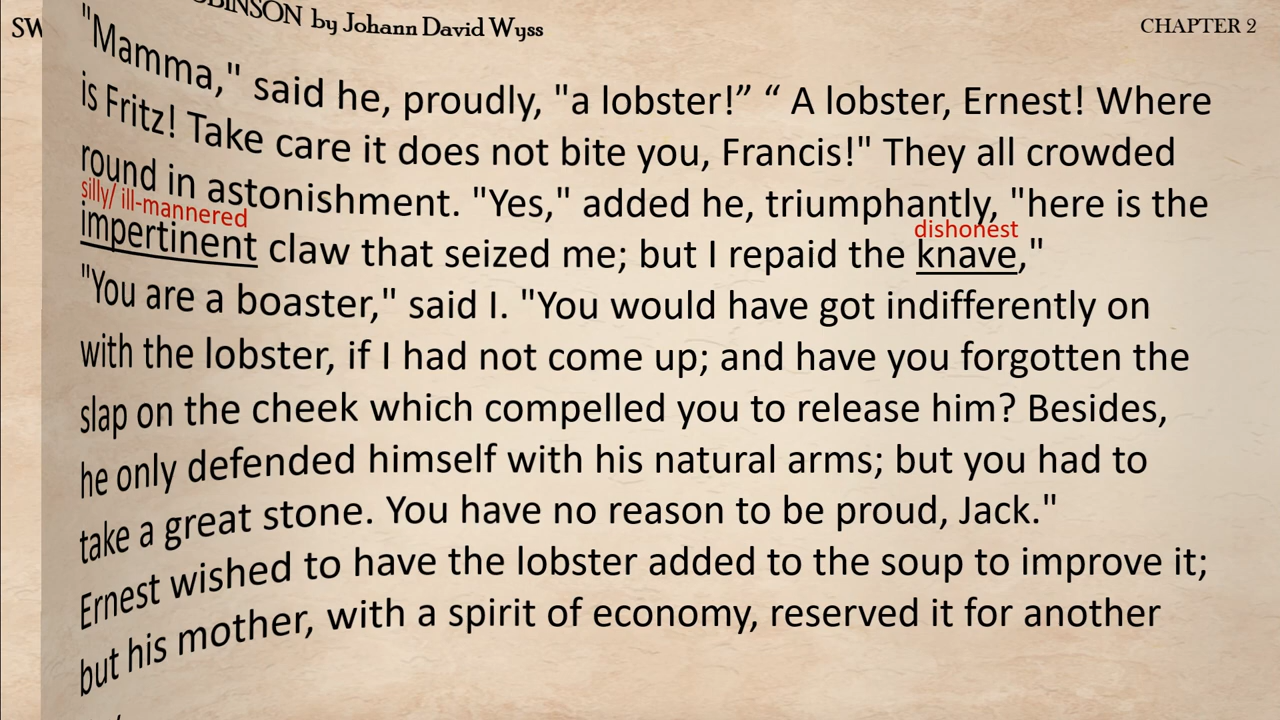 SW
BINSON by Johann David Wyss
CHAPTER 2
"Mamma," said he, proudly, "a lobster!” “ A lobster, Ernest! Where
is Fritz! Take care it does not bite you, Francis!" They all crowded
round in astonishment. "Yes," added he, triumphantly, "here is the
silly/ ill-mannered
dishonest
impertinent claw that seized me; but I repaid the knave,"
"You are a boaster," said I. "You would have got indifferently on
with the lobster, if I had not come up; and have you forgotten the
slap on the cheek which compelled you to release him? Besides,
he only defended himself with his natural arms; but you had to
take a great stone. You have no reason to be proud, Jack."
Ernest wished to have the lobster added to the soup to improve it;
but his mother, with a spirit of economy, reserved it for another